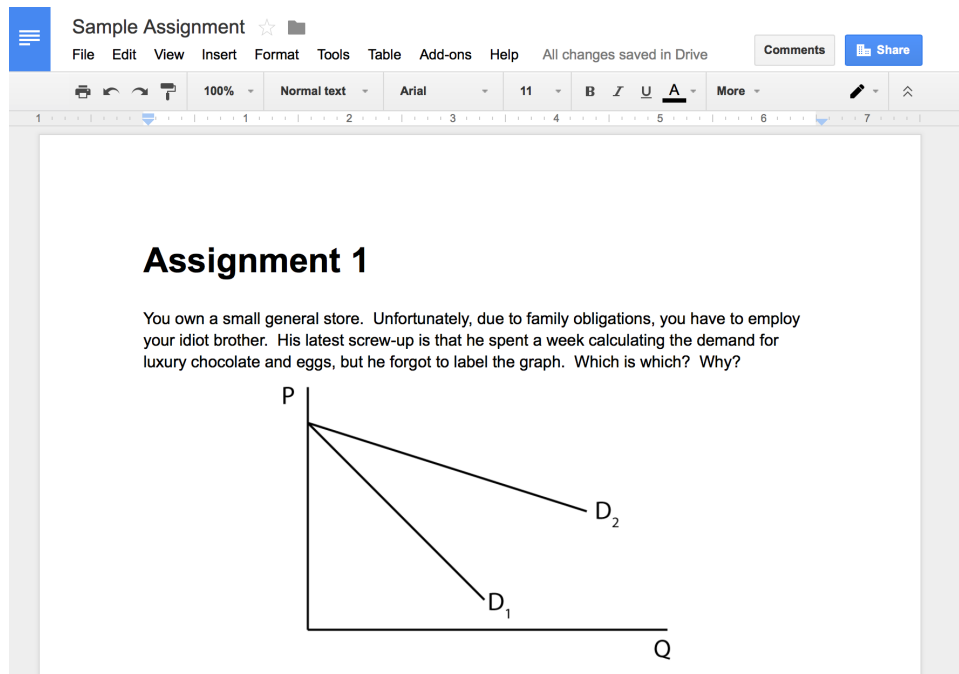 Sample Assignment
File Edit View Insert Format Tools Table Add-ons Help All changes saved in Drive
Comments Share
100% Normal text Arial 11 B I U A More
1 1 2 3 4 5 6 7
Assignment 1
You own a small general store. Unfortunately, due to family obligations, you have to employ
your idiot brother. His latest screw-up is that he spent a week calculating the demand for
luxury chocolate and eggs, but he forgot to label the graph. Which is which? Why?
P
D2
D1
Q